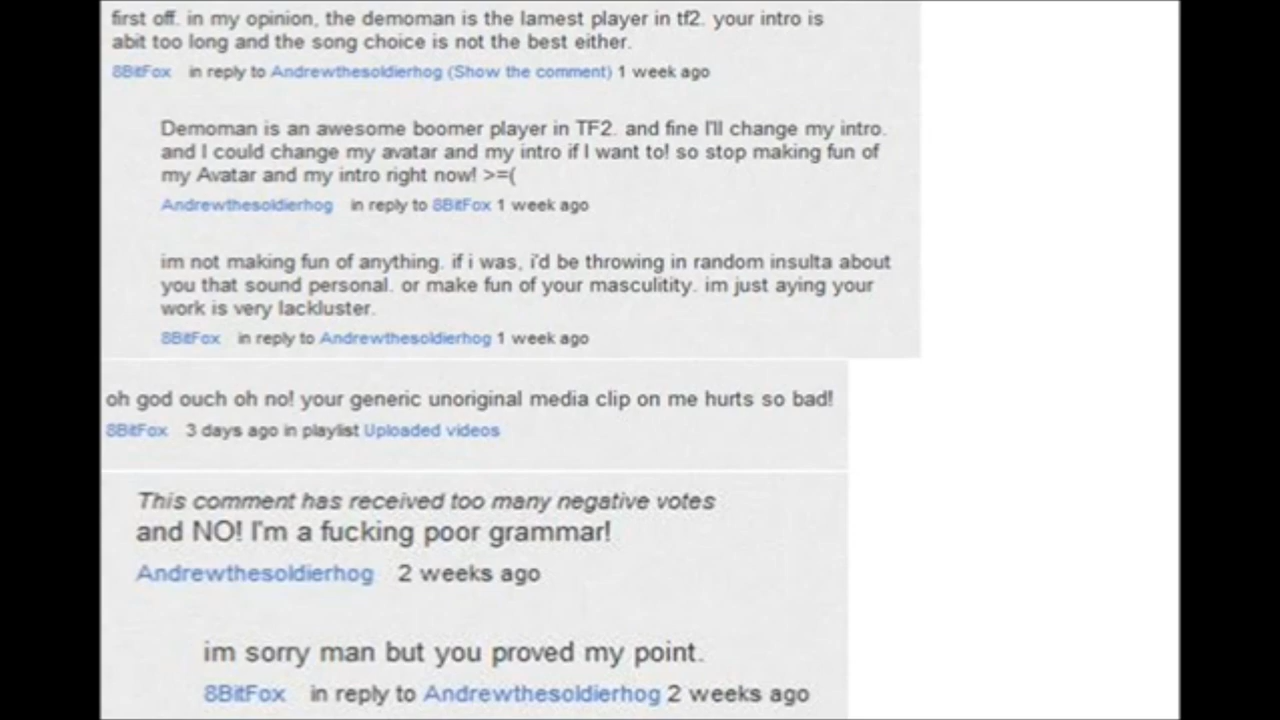 first off. in my opinion, the demoman is the lamest player in tf2. your intro is
abit too long and the song choice is not the best either.
8BitFox in reply to Andrewthesoldierhog (Show the comment) 1 week ago
Demoman is an awesome boomer player in TF2. and fine I'll change my intro.
and I could change my avatar and my intro if I want to! so stop making fun of
my Avatar and my intro right now! >=(
Andrewthesoldierhog in reply to 8BitFox 1 week ago
im not making fun of anything. if i was, i'd be throwing in random insulta about
you that sound personal. or make fun of your masculitity. im just aying your
work is very lackluster.
8BitFox in reply to Andrewthesoldierhog 1 week ago
oh god ouch oh no! your generic unoriginal media clip on me hurts so bad!
8BitFox 3 days ago in playlist Uploaded videos
This comment has received too many negative votes
and NO! I'm a fucking poor grammar!
Andrewthesoldierhog 2 weeks ago
im sorry man but you proved my point.
8BitFox in reply to Andrewthesoldierhog 2 weeks ago